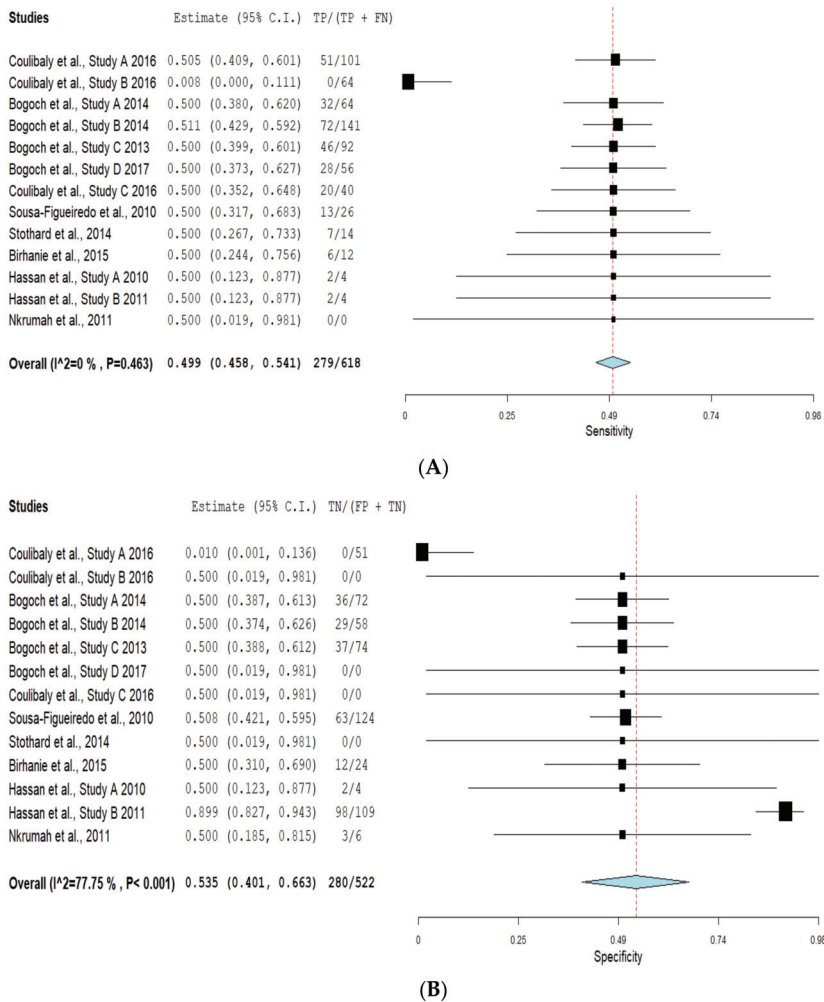 Studies Estimate (95% C.I.) TP/(TP + FN)
Coulibaly et al., Study A 2016 0.505 (0.409, 0.601) 51/101
Coulibaly et al., Study B 2016 0.008 (0.000, 0.111) 0/64
Bogoch et al., Study A 2014 0.500 (0.380, 0.620) 32/64
Bogoch et al., Study B 2014 0.511 (0.429, 0.592) 72/141
Bogoch et al., Study C 2013 0.500 (0.399, 0.601) 46/92
Bogoch et al., Study D 2017 0.500 (0.373, 0.627) 28/56
Coulibaly et al., Study C 2016 0.500 (0.352, 0.648) 20/40
Sousa-Figueiredo et al., 2010 0.500 (0.317, 0.683) 13/26
Stothard et al., 2014 0.500 (0.267, 0.733) 7/14
Birhanie et al., 2015 0.500 (0.244, 0.756) 6/12
Hassan et al., Study A 2010 0.500 (0.123, 0.877) 2/4
Hassan et al., Study B 2011 0.500 (0.123, 0.877) 2/4
Nkrumah et al., 2011 0.500 (0.019, 0.981) 0/0
Overall (I^2=0 % , P=0.463) 0.499 (0.458, 0.541) 279/618
0 0.25 0.49 0.74 0.98
Sensitivity
(A)
Studies Estimate (95% C.I.) TN/(FP + TN)
Coulibaly et al., Study A 2016 0.010 (0.001, 0.136) 0/51
Coulibaly et al., Study B 2016 0.500 (0.019, 0.981) 0/0
Bogoch et al., Study A 2014 0.500 (0.387, 0.613) 36/72
Bogoch et al., Study B 2014 0.500 (0.374, 0.626) 29/58
Bogoch et al., Study C 2013 0.500 (0.388, 0.612) 37/74
Bogoch et al., Study D 2017 0.500 (0.019, 0.981) 0/0
Coulibaly et al., Study C 2016 0.500 (0.019, 0.981) 0/0
Sousa-Figueiredo et al., 2010 0.508 (0.421, 0.595) 63/124
Stothard et al., 2014 0.500 (0.019, 0.981) 0/0
Birhanie et al., 2015 0.500 (0.310, 0.690) 12/24
Hassan et al., Study A 2010 0.500 (0.123, 0.877) 2/4
Hassan et al., Study B 2011 0.899 (0.827, 0.943) 98/109
Nkrumah et al., 2011 0.500 (0.185, 0.815) 3/6
Overall (I^2=77.75 % , P< 0.001) 0.535 (0.401, 0.663) 280/522
0 0.25 0.49 0.74 0.98
Specificity
(B)